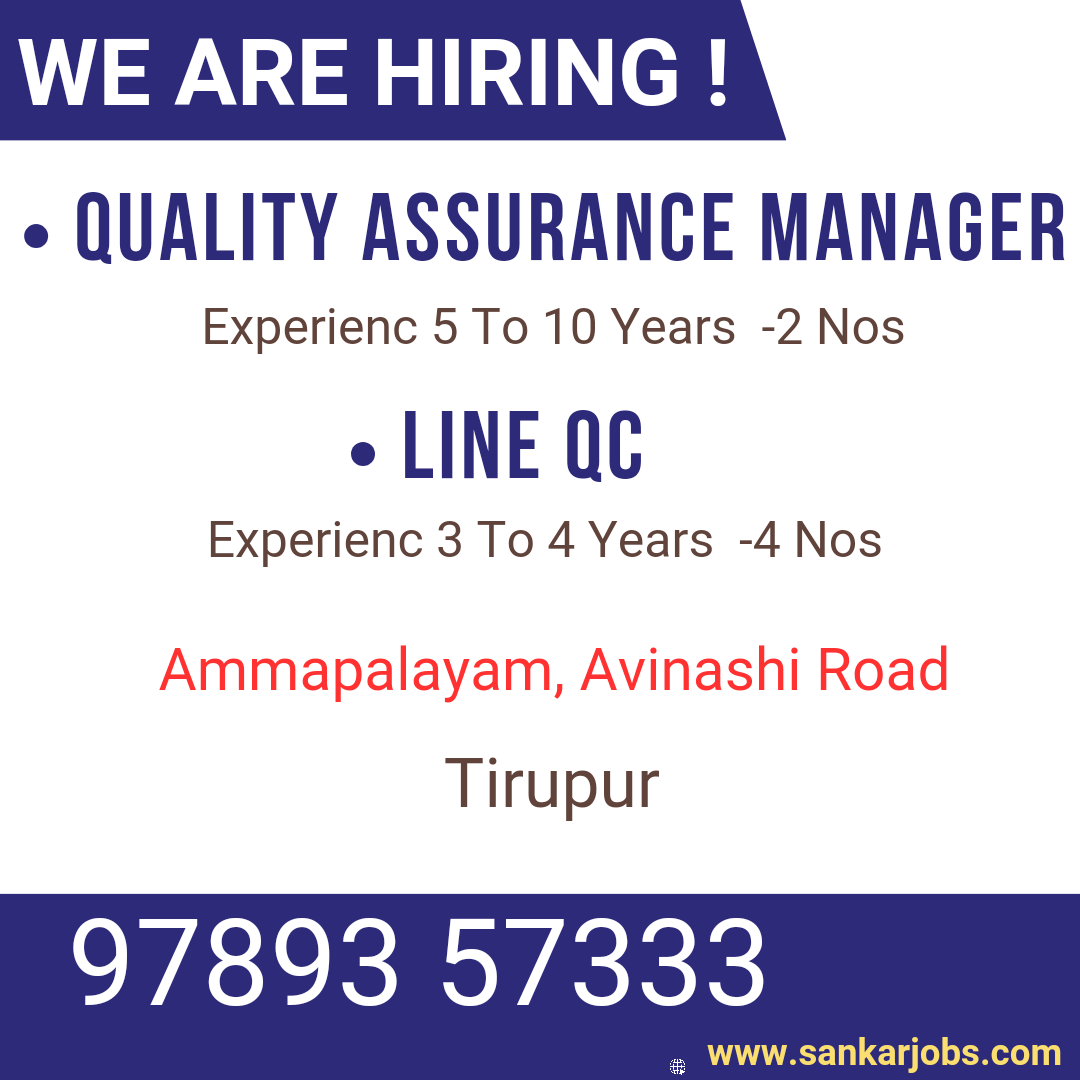 WE ARE HIRING !
• QUALITY ASSURANCE MANAGER
Experienc 5 To 10 Years -2 Nos
• LINE QC
Experienc 3 To 4 Years -4 Nos
Ammapalayam, Avinashi Road
Tirupur
97893 57333
www.sankarjobs.com